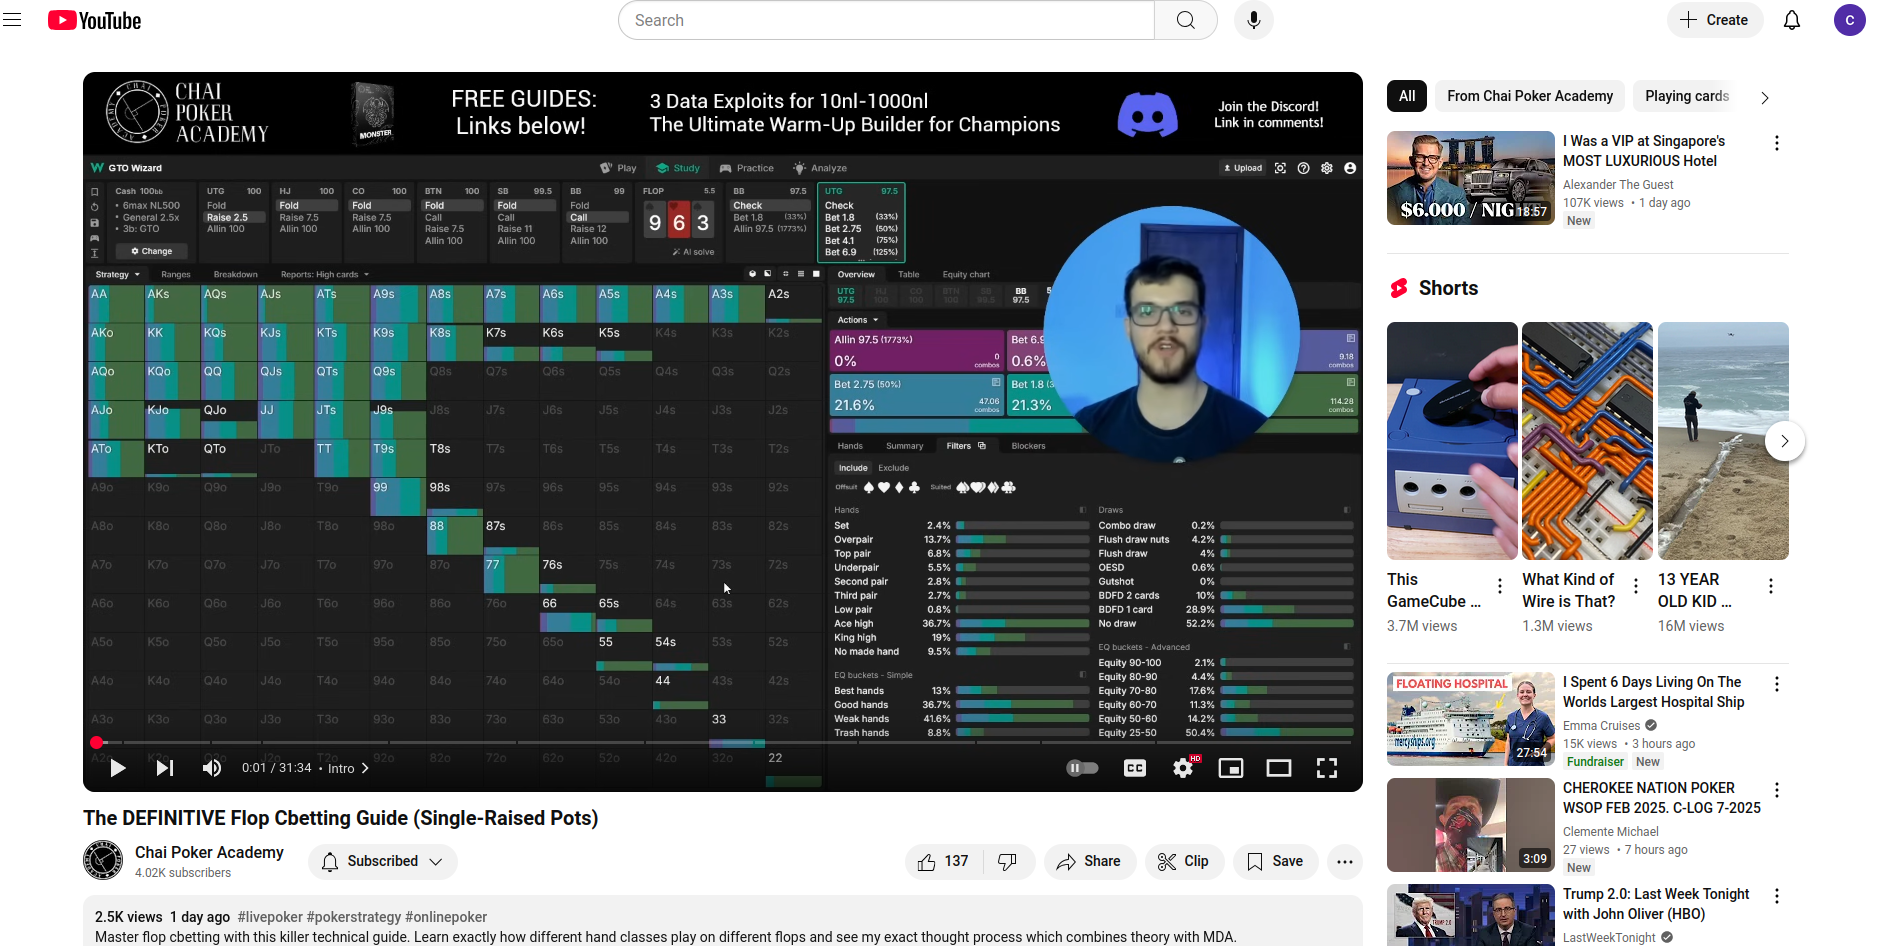 YouTube
Search
Create
C
CHAI
POKER
ACADEMY
MONSTER
FREE GUIDES:
Links below!
3 Data Exploits for 10nl-1000nl
The Ultimate Warm-Up Builder for Champions
Join the Discord!
Link in comments!
GTO Wizard
Play Study Practice Analyze
Upload
Cash 100bb
• 6max NL500
• General 2.5x
• 3b: GTO
Change
UTG 100
Fold
Raise 2.5
Allin 100
HJ 100
Fold
Raise 7.5
Allin 100
CO 100
Fold
Raise 7.5
Allin 100
BTN 100
Fold
Call
Raise 7.5
Allin 100
SB 99.5
Fold
Call
Raise 11
Allin 100
BB 99
Fold
Call
Raise 12
Allin 100
FLOP 5.5
9 6 3
AI solve
BB 97.5
Check
Bet 1.8 (33%)
Allin 97.5 (1773%)
UTG 97.5
Check
Bet 1.8 (33%)
Bet 2.75 (50%)
Bet 4.1 (75%)
Bet 6.9 (125%)
Strategy Ranges Breakdown Reports: High cards
AA AKs AQs AJs ATs A9s A8s A7s A6s A5s A4s A3s A2s
AKo KK KQs KJs KTs K9s K8s K7s K6s K5s K4s K3s K2s
AQo KQo QQ QJs QTs Q9s Q8s Q7s Q6s Q5s Q4s Q3s Q2s
AJo KJo QJo JJ JTs J9s J8s J7s J6s J5s J4s J3s J2s
ATo KTo QTo JTo TT T9s T8s T7s T6s T5s T4s T3s T2s
A9o K9o Q9o J9o T9o 99 98s 97s 96s 95s 94s 93s 92s
A8o K8o Q8o J8o T8o 98o 88 87s 86s 85s 84s 83s 82s
A7o K7o Q7o J7o T7o 97o 87o 77 76s 75s 74s 73s 72s
A6o K6o Q6o J6o T6o 96o 86o 76o 66 65s 64s 63s 62s
A5o K5o Q5o J5o T5o 95o 85o 75o 65o 55 54s 53s 52s
A4o K4o Q4o J4o T4o 94o 84o 74o 64o 54o 44 43s 42s
A3o K3o Q3o J3o T3o 93o 83o 73o 63o 53o 43o 33 32s
A2o K2o Q2o J2o T2o 92o 82o 72o 62o 52o 42o 32o 22
Overview Table Equity chart
UTG HJ CO BTN SB BB
97.5 100 100 100 99.5 97.5
Actions
Allin 97.5 (1773%)
0%
0
combos
Bet 6.9
0.6%
9.18
combos
Bet 2.75 (50%)
21.6%
47.06
combos
Bet 1.8 (3
21.3%
114.28
combos
Hands Summary Filters Blockers
Include Exclude
Offsuit Suited
Hands
Set 2.4%
Overpair 13.7%
Top pair 6.8%
Underpair 5.5%
Second pair 2.8%
Third pair 2.7%
Low pair 0.8%
Ace high 36.7%
King high 19%
No made hand 9.5%
EQ buckets - Simple
Best hands 13%
Good hands 36.7%
Weak hands 41.6%
Trash hands 8.8%
Draws
Combo draw 0.2%
Flush draw nuts 4.2%
Flush draw 4%
OESD 0.6%
Gutshot 0%
BDFD 2 cards 10%
BDFD 1 card 28.9%
No draw 52.2%
EQ buckets - Advanced
Equity 90-100 2.1%
Equity 80-90 4.4%
Equity 70-80 17.6%
Equity 60-70 11.3%
Equity 50-60 14.2%
Equity 25-50 50.4%
0:01 / 31:34 • Intro
CC
HD
The DEFINITIVE Flop Cbetting Guide (Single-Raised Pots)
Chai Poker Academy
4.02K subscribers
Subscribed
137
Share
Clip
Save
2.5K views 1 day ago #livepoker #pokerstrategy #onlinepoker
Master flop cbetting with this killer technical guide. Learn exactly how different hand classes play on different flops and see my exact thought process which combines theory with MDA.
All From Chai Poker Academy Playing cards
$6.000 / NIG
18:57
I Was a VIP at Singapore's
MOST LUXURIOUS Hotel
Alexander The Guest
107K views • 1 day ago
New
Shorts
This
GameCube ...
3.7M views
What Kind of
Wire is That?
1.3M views
13 YEAR
OLD KID ...
16M views
FLOATING HOSPITAL
mercyships.org
27:54
I Spent 6 Days Living On The
Worlds Largest Hospital Ship
Emma Cruises
15K views • 3 hours ago
Fundraiser New
3:09
CHEROKEE NATION POKER
WSOP FEB 2025. C-LOG 7-2025
Clemente Michael
27 views • 7 hours ago
New
TRUMP 2.0
Trump 2.0: Last Week Tonight
with John Oliver (HBO)
LastWeekTonight